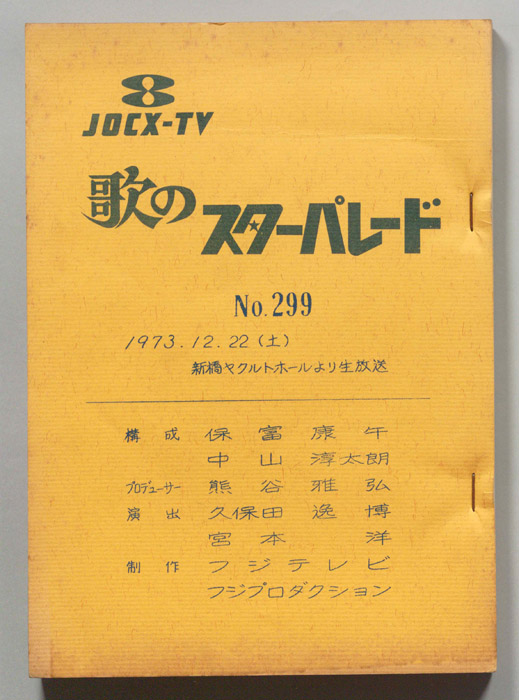 JOCX-TV
歌のスターパレード
No.299
1973.12.22(土)
新橋ヤクルトホールより生放送
構成 保富康午
中山淳太朗
プロデューサー 熊谷雅弘
演出 久保田逸博
宮本洋
制作 フジテレビ
フジプロダクション